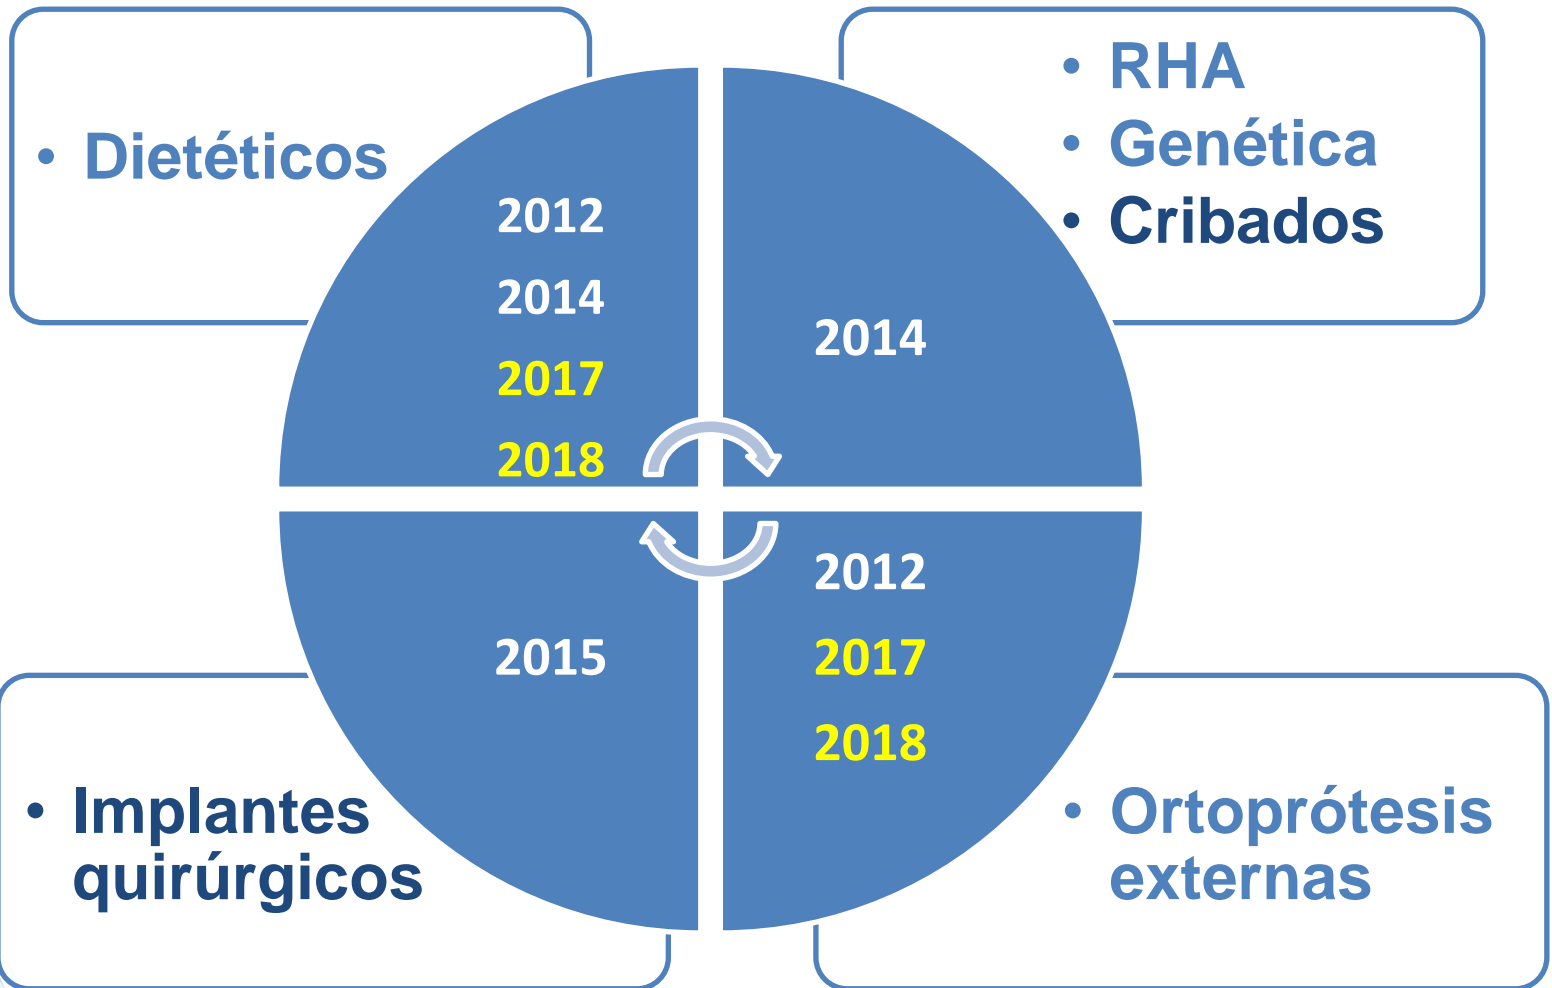 • Dietéticos
2012
2014
2017
2018
• RHA
• Genética
• Cribados
2014
2015
• Implantes
quirúrgicos
2012
2017
2018
• Ortoprótesis
externas